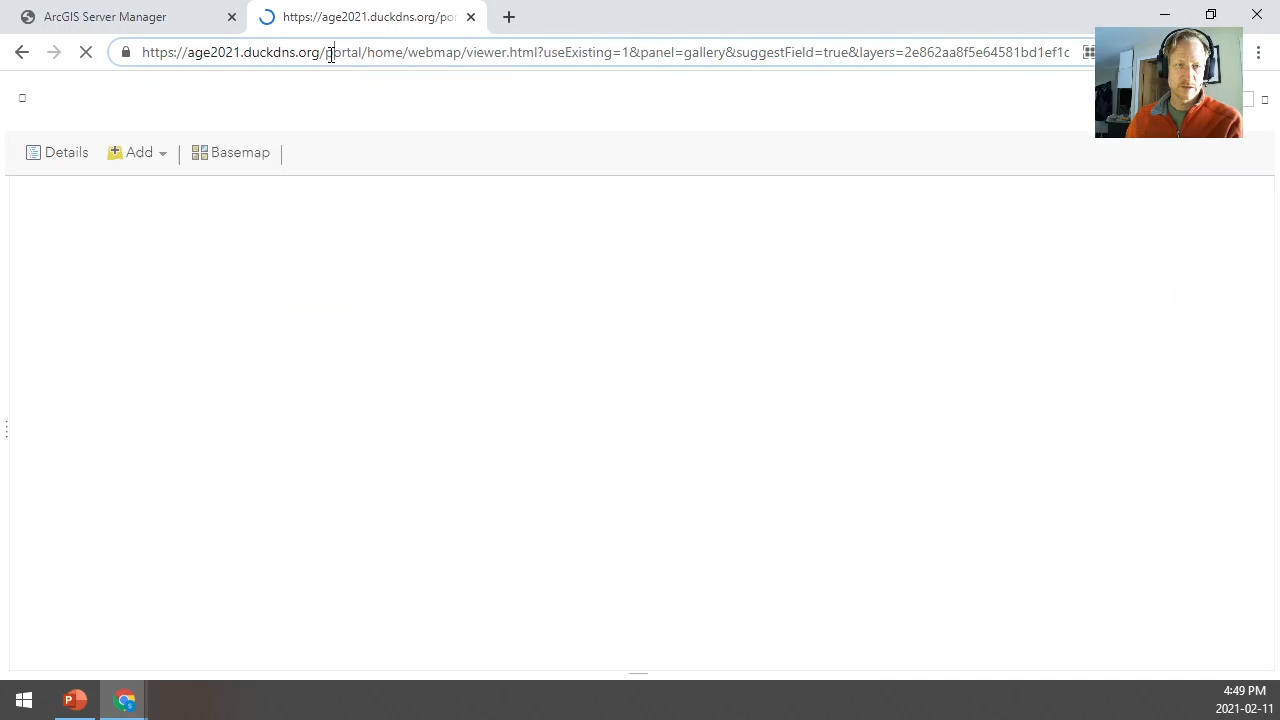 ArcGIS Server Manager
https://age2021.duckdns.org/por
https://age2021.duckdns.org/portal/home/webmap/viewer.html?useExisting=1&panel=gallery&suggestField=true&layers=2e862aa8f5e64581bd1ef1c
Details
Add
Basemap
4:49 PM
2021-02-11